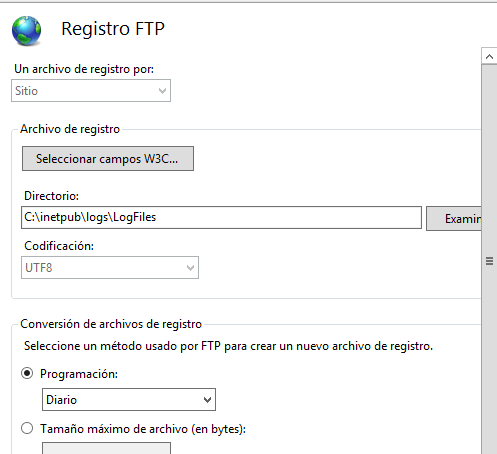 Registro FTP
Un archivo de registro por:
Sitio
Archivo de registro
Seleccionar campos W3C...
Directorio:
C:\inetpub\logs\LogFiles
Examin
Codificación:
UTF8
Conversión de archivos de registro
Seleccione un método usado por FTP para crear un nuevo archivo de registro.
Programación:
Diario
Tamaño máximo de archivo (en bytes):